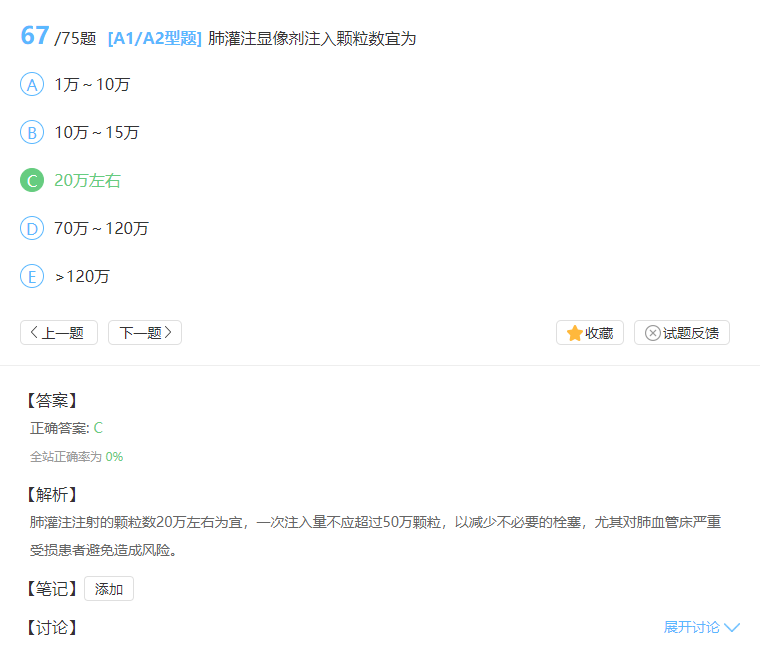 67 /75题 [A1/A2型题] 肺灌注显像剂注入颗粒数宜为
A 1万～10万
B 10万～15万
C 20万左右
D 70万～120万
E >120万
上一题 下一题 收藏 试题反馈
【答案】
正确答案: C
全站正确率为 0%
【解析】
肺灌注注射的颗粒数20万左右为宜，一次注入量不应超过50万颗粒，以减少不必要的栓塞，尤其对肺血管床严重
受损患者避免造成风险。
【笔记】 添加
【讨论】 展开讨论